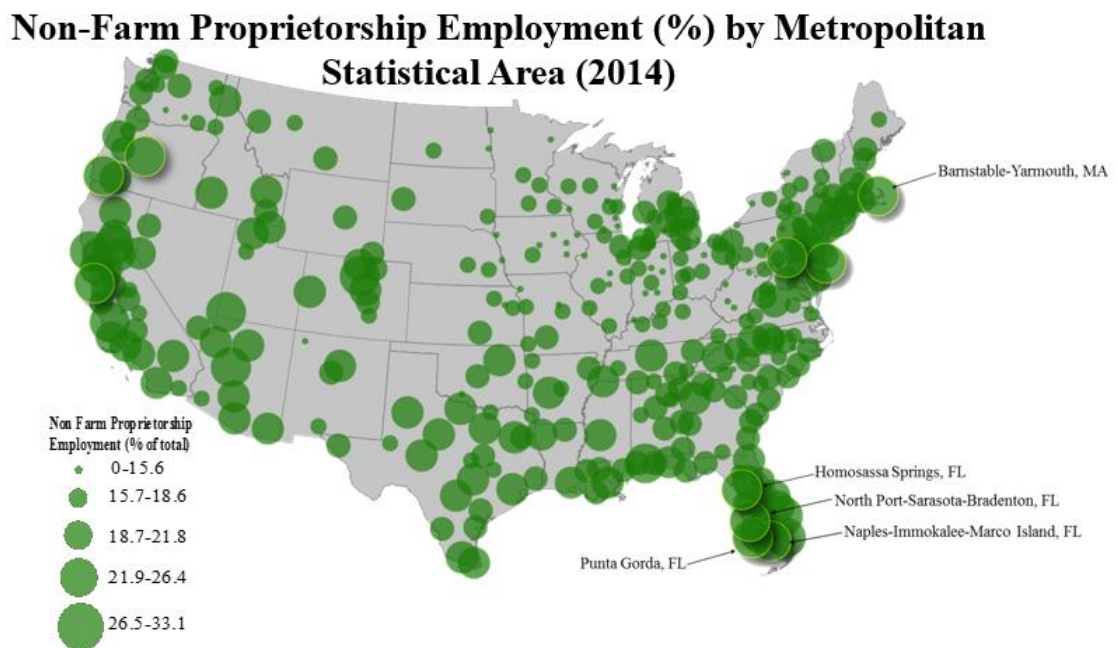 Non-Farm Proprietorship Employment (%) by Metropolitan
Statistical Area (2014)
Barnstable-Yarmouth, MA
Homosassa Springs, FL
North Port-Sarasota-Bradenton, FL
Naples-Immokalee-Marco Island, FL
Punta Gorda, FL
Non Farm Proprietorship
Employment (% of total)
0-15.6
15.7-18.6
18.7-21.8
21.9-26.4
26.5-33.1